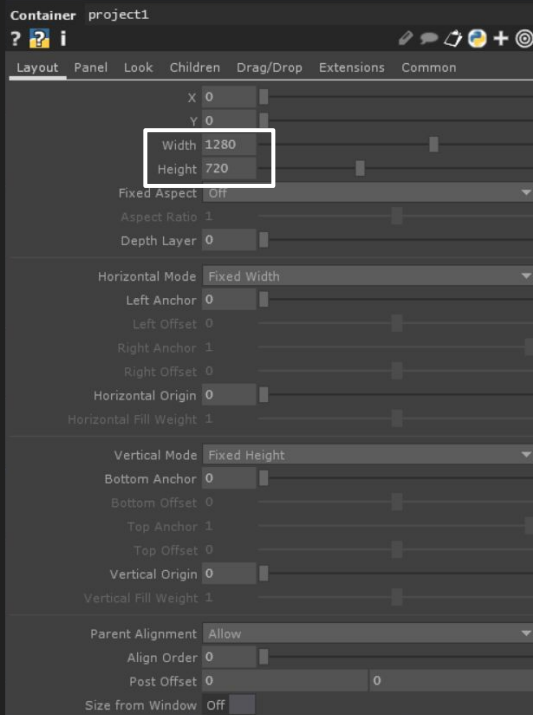 Container project1
? ? i
Layout Panel Look Children Drag/Drop Extensions Common
X 0
Y 0
Width 1280
Height 720
Fixed Aspect Off
Aspect Ratio 1
Depth Layer 0
Horizontal Mode Fixed Width
Left Anchor 0
Left Offset 0
Right Anchor 1
Right Offset 0
Horizontal Origin 0
Horizontal Fill Weight 1
Vertical Mode Fixed Height
Bottom Anchor 0
Bottom Offset 0
Top Anchor 1
Top Offset 0
Vertical Origin 0
Vertical Fill Weight 1
Parent Alignment Allow
Align Order 0
Post Offset 0 0
Size from Window Off